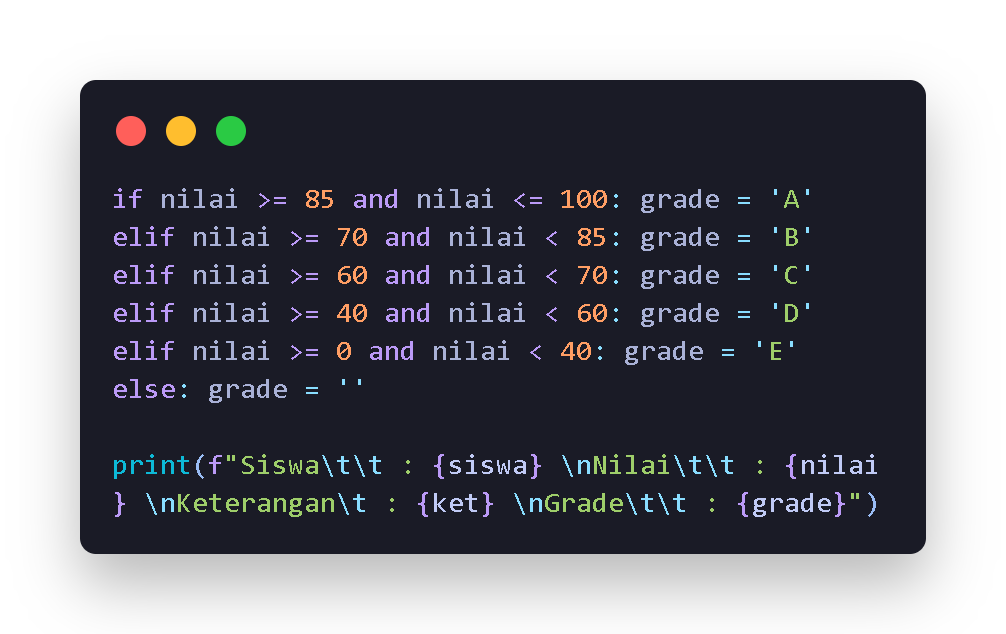 if nilai >= 85 and nilai <= 100: grade = 'A'
elif nilai >= 70 and nilai < 85: grade = 'B'
elif nilai >= 60 and nilai < 70: grade = 'C'
elif nilai >= 40 and nilai < 60: grade = 'D'
elif nilai >= 0 and nilai < 40: grade = 'E'
else: grade = ''

print(f"Siswa\t\t : {siswa} \nNilai\t\t : {nilai
} \nKeterangan\t : {ket} \nGrade\t\t : {grade}")